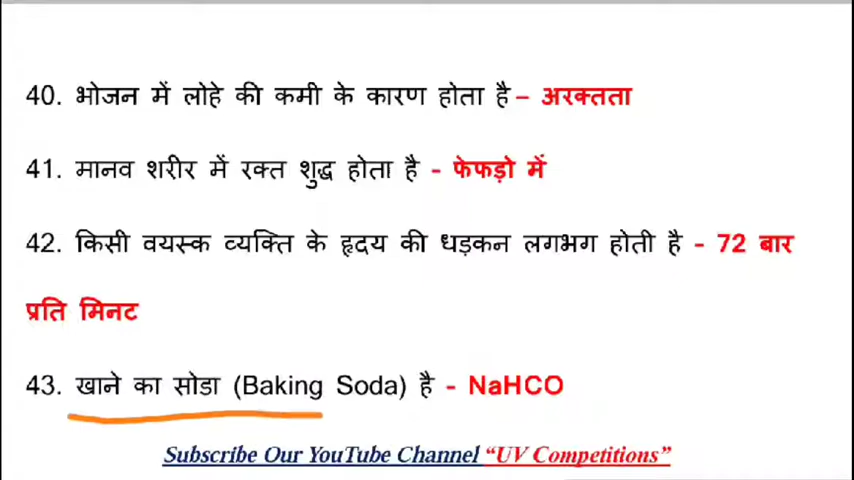 40. भोजन में लोहे की कमी के कारण होता है – अरक्तता
41. मानव शरीर में रक्त शुद्ध होता है - फेफड़ो में
42. किसी वयस्क व्यक्ति के हृदय की धड़कन लगभग होती है - 72 बार
प्रति मिनट
43. खाने का सोडा (Baking Soda) है - NaHCO
Subscribe Our YouTube Channel “UV Competitions”